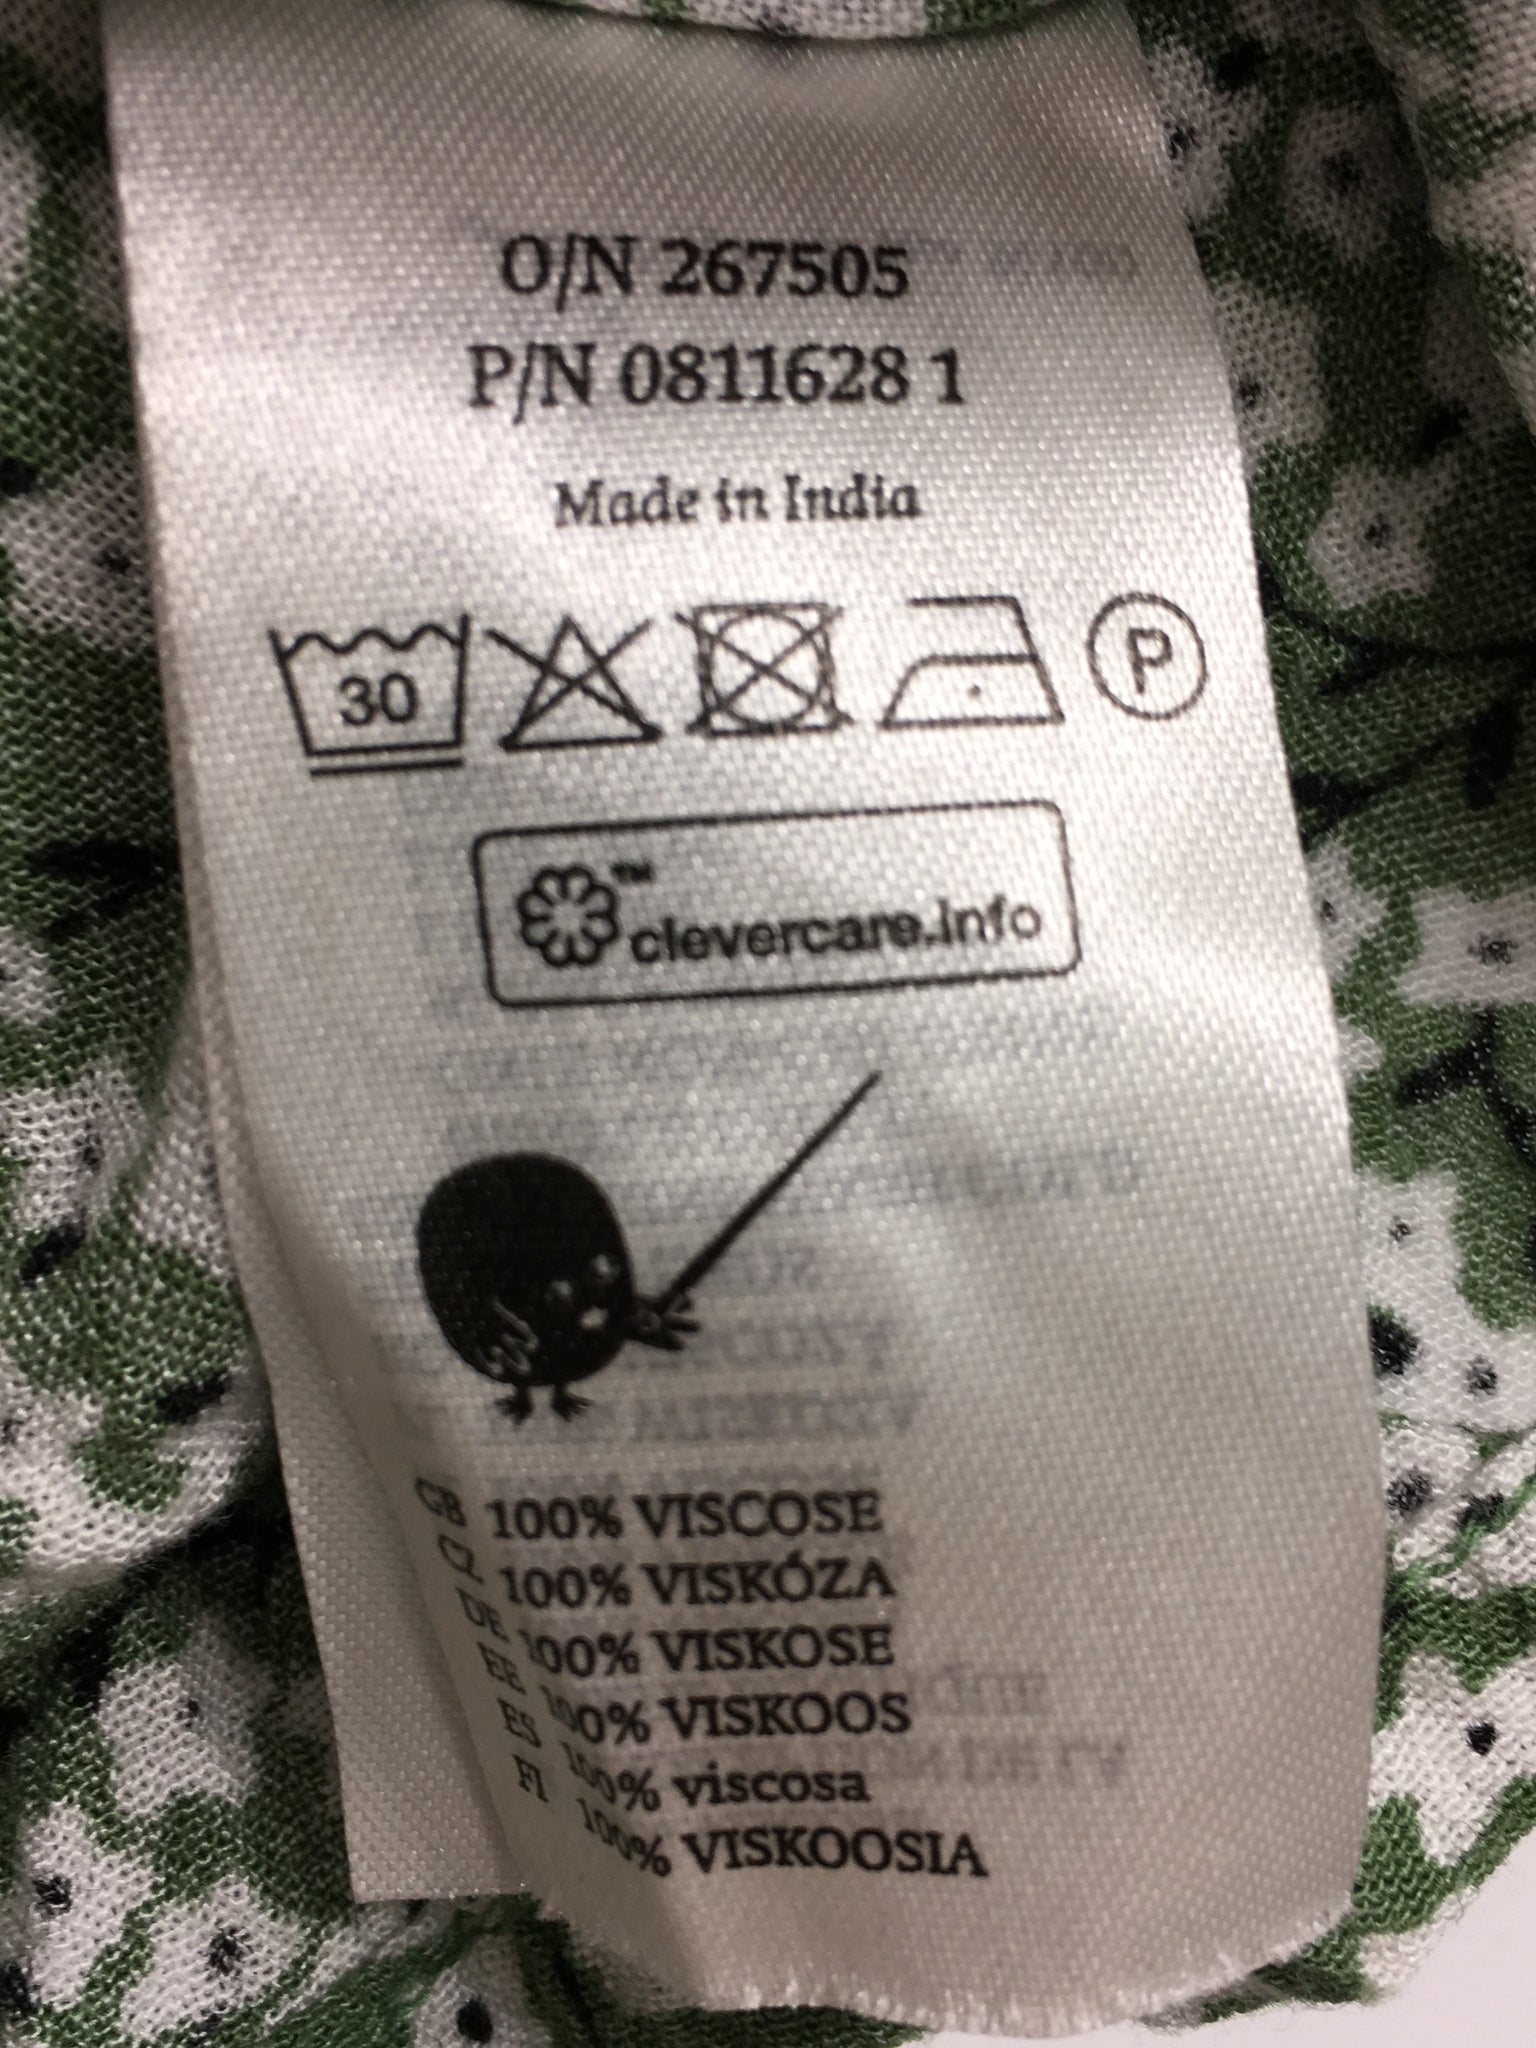 O/N 267505
P/N 0811628 1
Made in India
30
P
™
clevercare.info
GB 100% VISCOSE
CZ 100% VISKÓZA
DE 100% VISKOSE
EE 100% VISKOOS
ES 100% viscosa
FI 100% VISKOOSIA